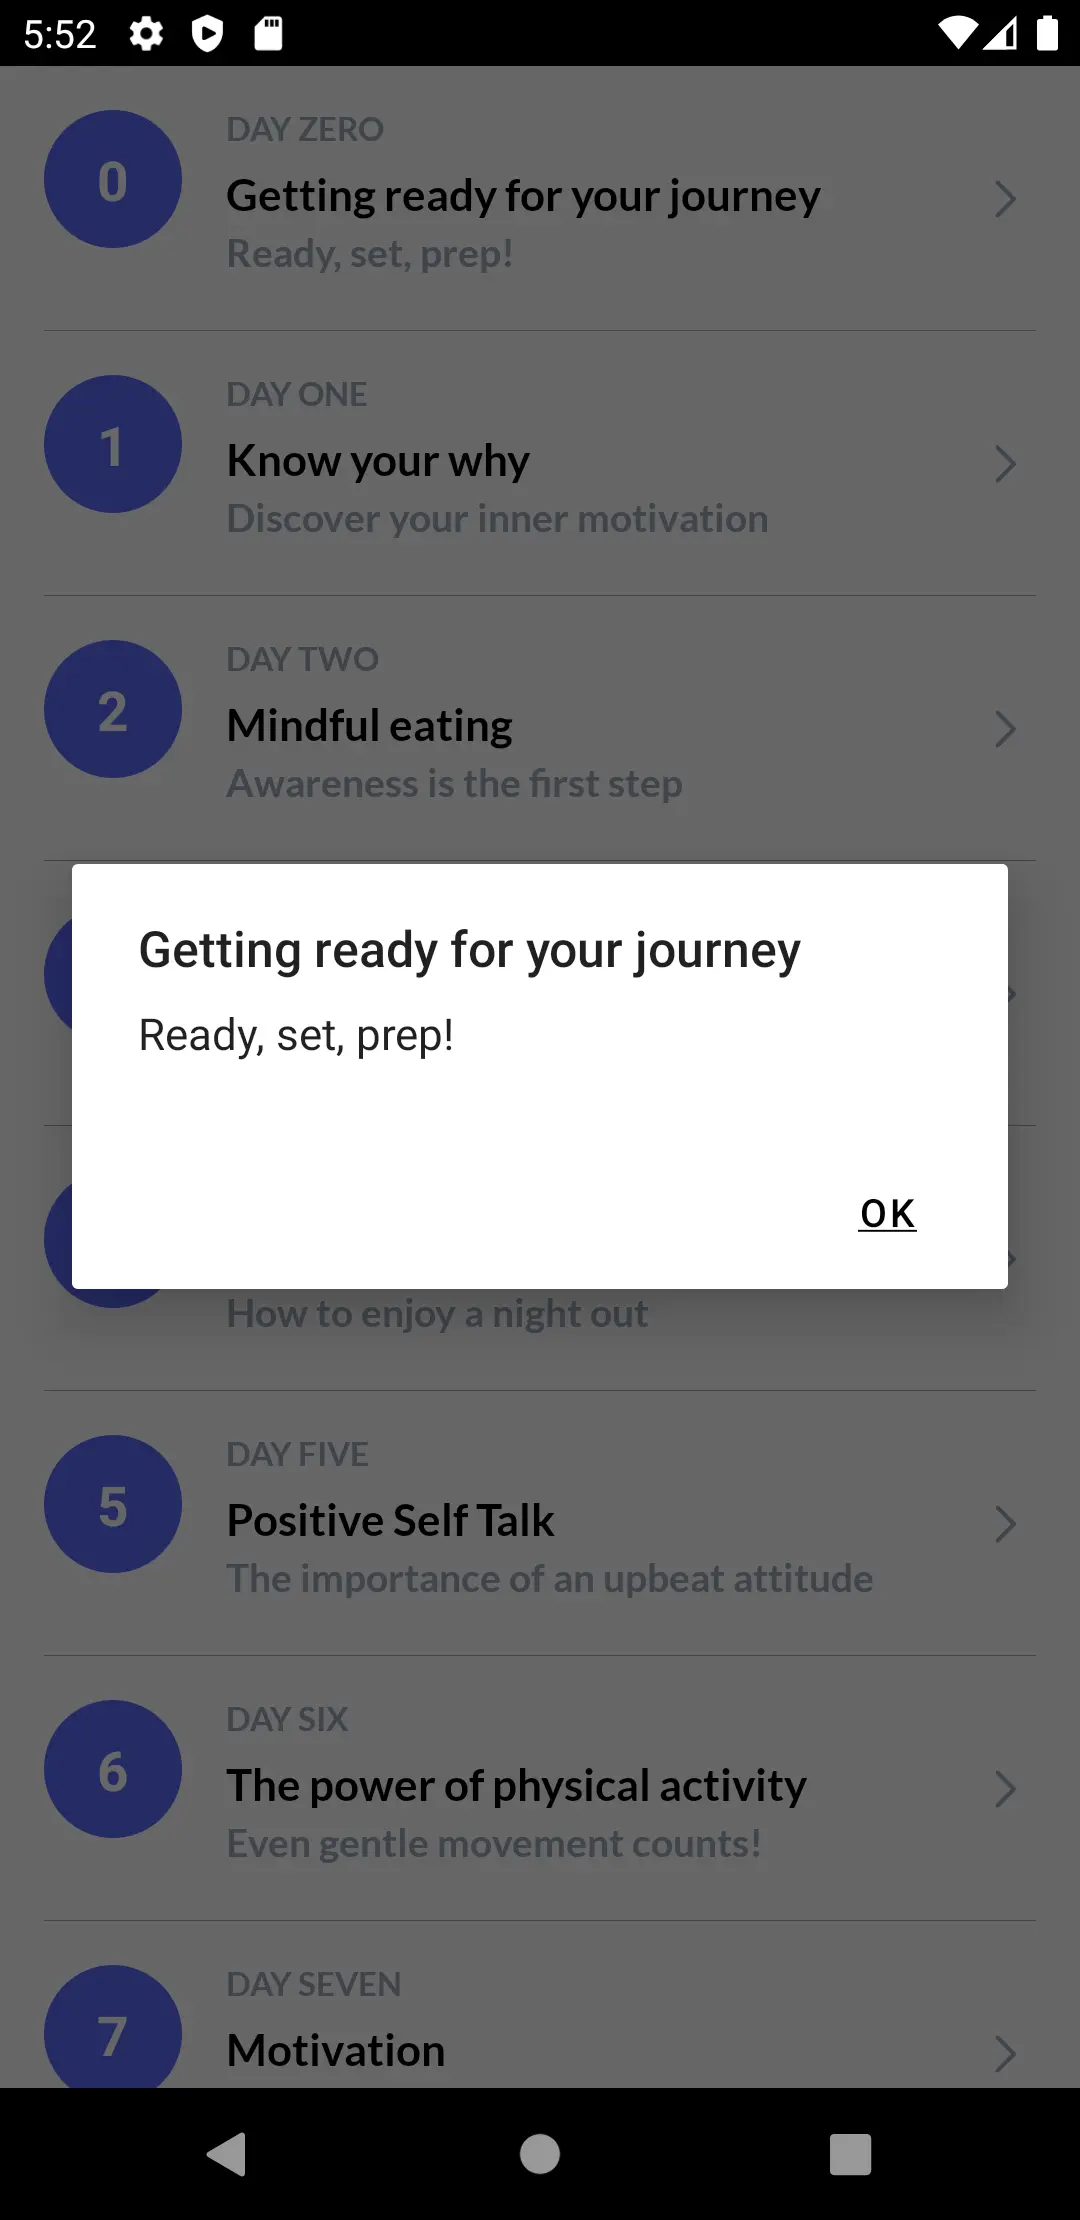 5:52
0
DAY ZERO
Getting ready for your journey
Ready, set, prep!
1
DAY ONE
Know your why
Discover your inner motivation
2
DAY TWO
Mindful eating
Awareness is the first step
Getting ready for your journey
Ready, set, prep!
OK
How to enjoy a night out
5
DAY FIVE
Positive Self Talk
The importance of an upbeat attitude
6
DAY SIX
The power of physical activity
Even gentle movement counts!
7
DAY SEVEN
Motivation